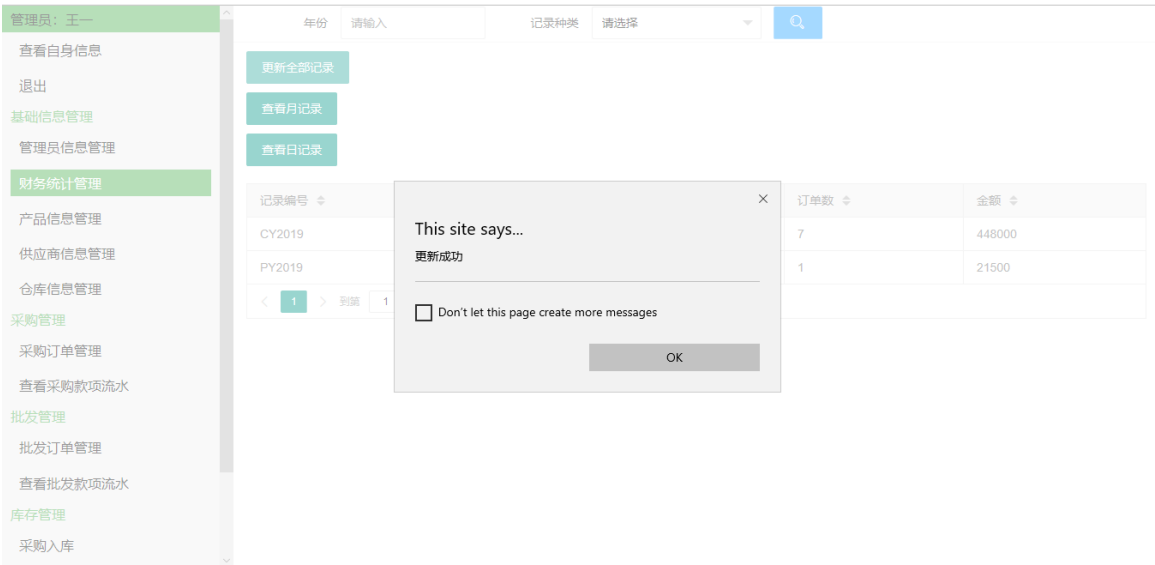 管理员：王一
查看自身信息
退出
基础信息管理
管理员信息管理
财务统计管理
产品信息管理
供应商信息管理
仓库信息管理
采购管理
采购订单管理
查看采购款项流水
批发管理
批发订单管理
查看批发款项流水
库存管理
采购入库
年份 请输入 记录种类 请选择
更新全部记录
查看月记录
查看日记录
记录编号 订单数 金额
CY2019 7 448000
PY2019 1 21500
1 到第 1
This site says...
更新成功
Don't let this page create more messages
OK